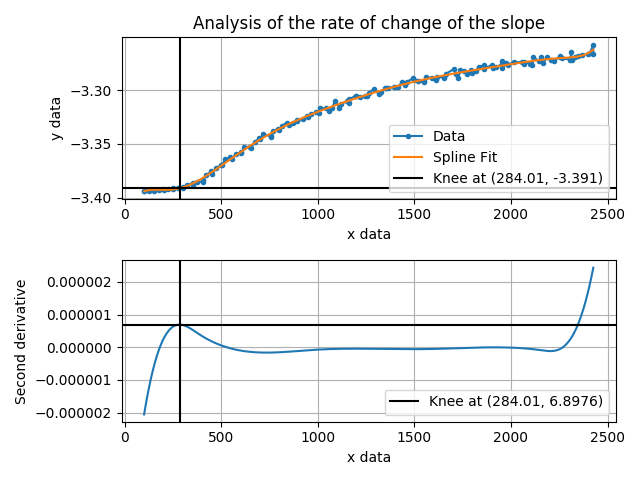 Analysis of the rate of change of the slope
−3.30
−3.35
−3.40
y data
Data
Spline Fit
Knee at (284.01, -3.391)
0
500
1000
1500
2000
2500
x data
0.000002
0.000001
0.000000
−0.000001
−0.000002
Second derivative
Knee at (284.01, 6.8976)
0
500
1000
1500
2000
2500
x data